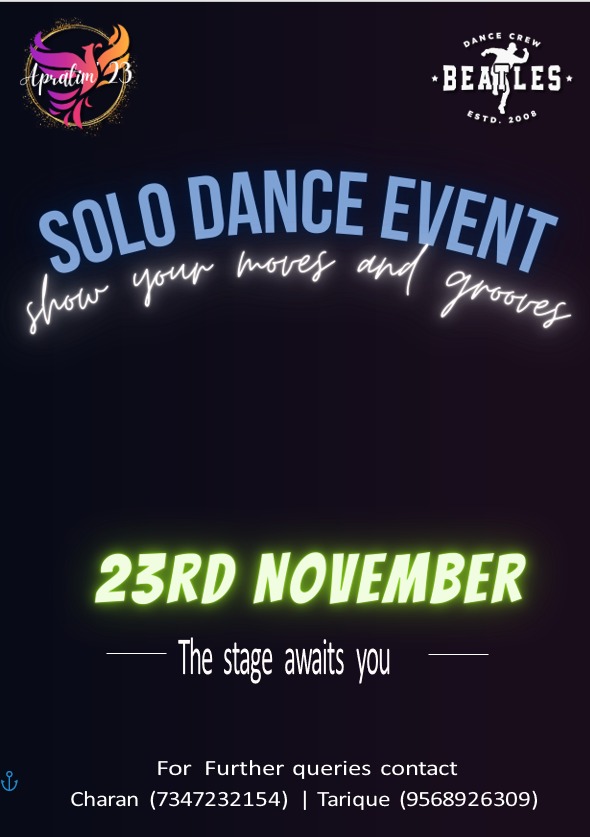 Apratim'23
DANCE CREW
BEATLES
ESTD. 2008
SOLO DANCE EVENT
show your moves and grooves
23RD NOVEMBER
The stage awaits you
For Further queries contact
Charan (7347232154) | Tarique (9568926309)